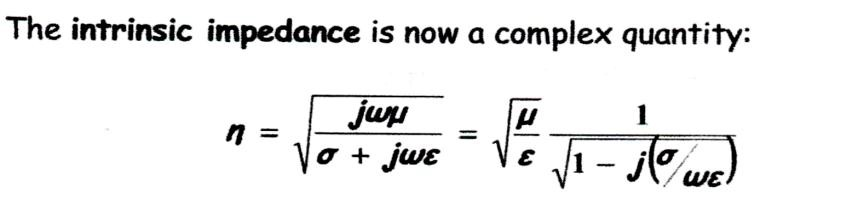 The intrinsic impedance is now a complex quantity:
η = √(jωμ / (σ + jωε)) = √(μ/ε) 1 / √(1 − j(σ/ωε))